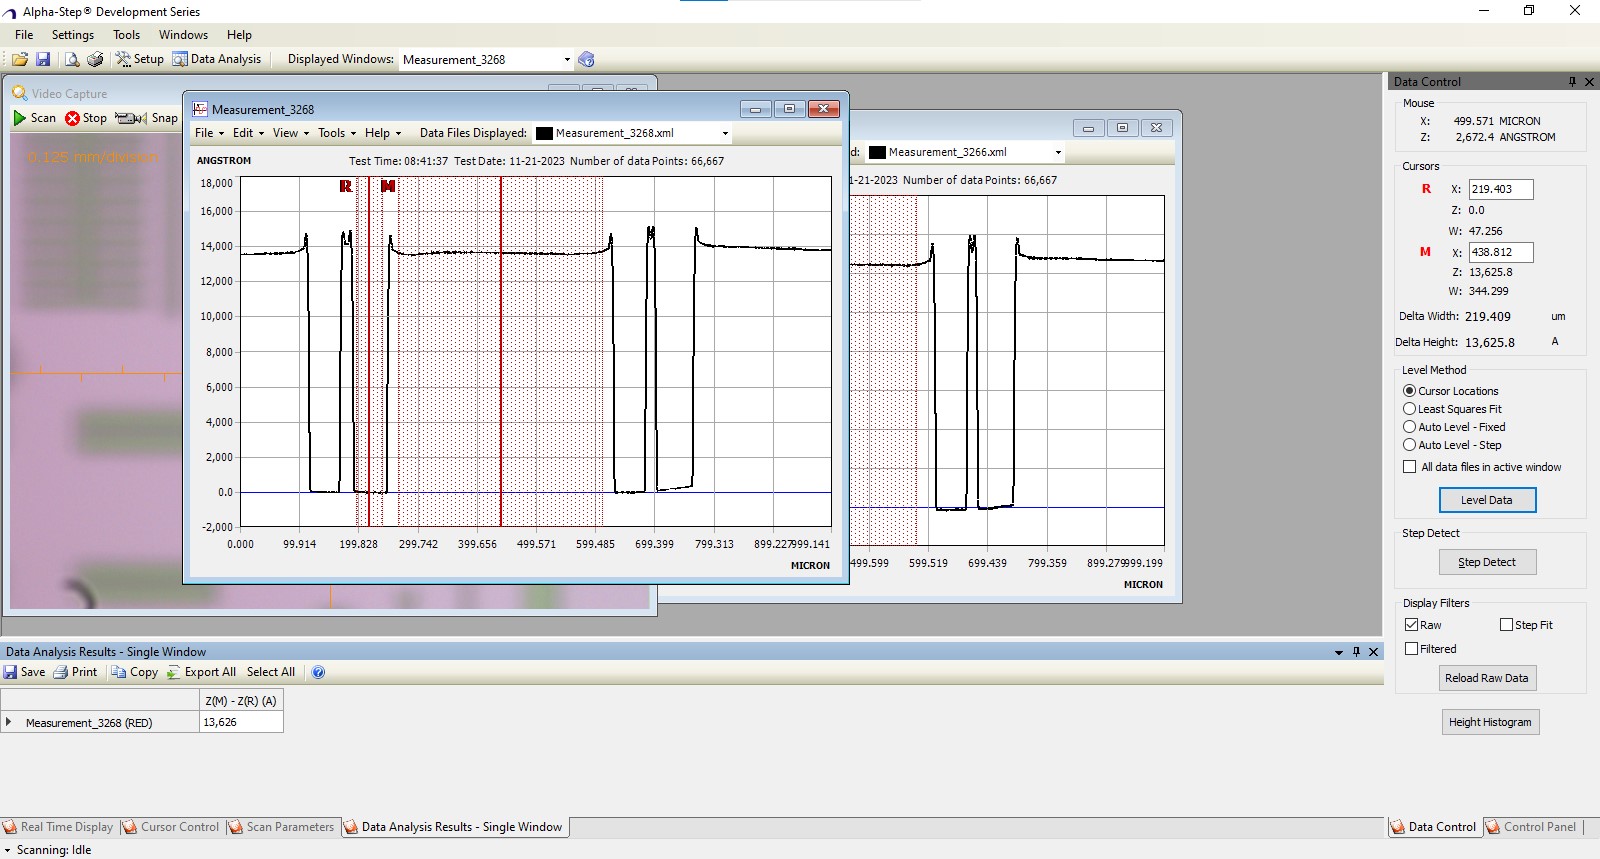 Alpha-Step® Development Series
File Settings Tools Windows Help
Setup Data Analysis Displayed Windows: Measurement_3268
Video Capture
Scan Stop Snap
0.125 mm/division
Measurement_3268
File Edit View Tools Help Data Files Displayed: Measurement_3268.xml
ANGSTROM Test Time: 08:41:37 Test Date: 11-21-2023 Number of data Points: 66,667
R M
18,000
16,000
14,000
12,000
10,000
8,000
6,000
4,000
2,000
0.0
-2,000
0.000 99.914 199.828 299.742 399.656 499.571 599.485 699.399 799.313 899.227 999.141
MICRON
d: Measurement_3266.xml
1-21-2023 Number of data Points: 66,667
499.599 599.519 699.439 799.359 899.279 999.199
MICRON
Data Control
Mouse
X: 499.571 MICRON
Z: 2,672.4 ANGSTROM
Cursors
R X: 219.403
Z: 0.0
W: 47.256
M X: 438.812
Z: 13,625.8
W: 344.299
Delta Width: 219.409 um
Delta Height: 13,625.8 A
Level Method
Cursor Locations
Least Squares Fit
Auto Level - Fixed
Auto Level - Step
All data files in active window
Level Data
Step Detect
Step Detect
Display Filters
Raw Step Fit
Filtered
Reload Raw Data
Height Histogram
Data Analysis Results - Single Window
Save Print Copy Export All Select All
Z(M) - Z(R) (A)
Measurement_3268 (RED) 13,626
Real Time Display Cursor Control Scan Parameters Data Analysis Results - Single Window
Data Control Control Panel
Scanning: Idle